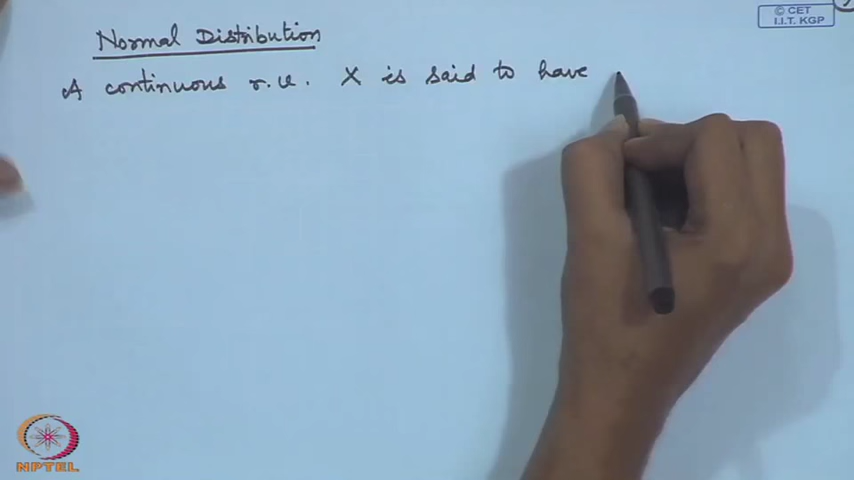 © CET
I.I.T. KGP
Normal Distribution
A continuous r.v. X is said to have
NPTEL